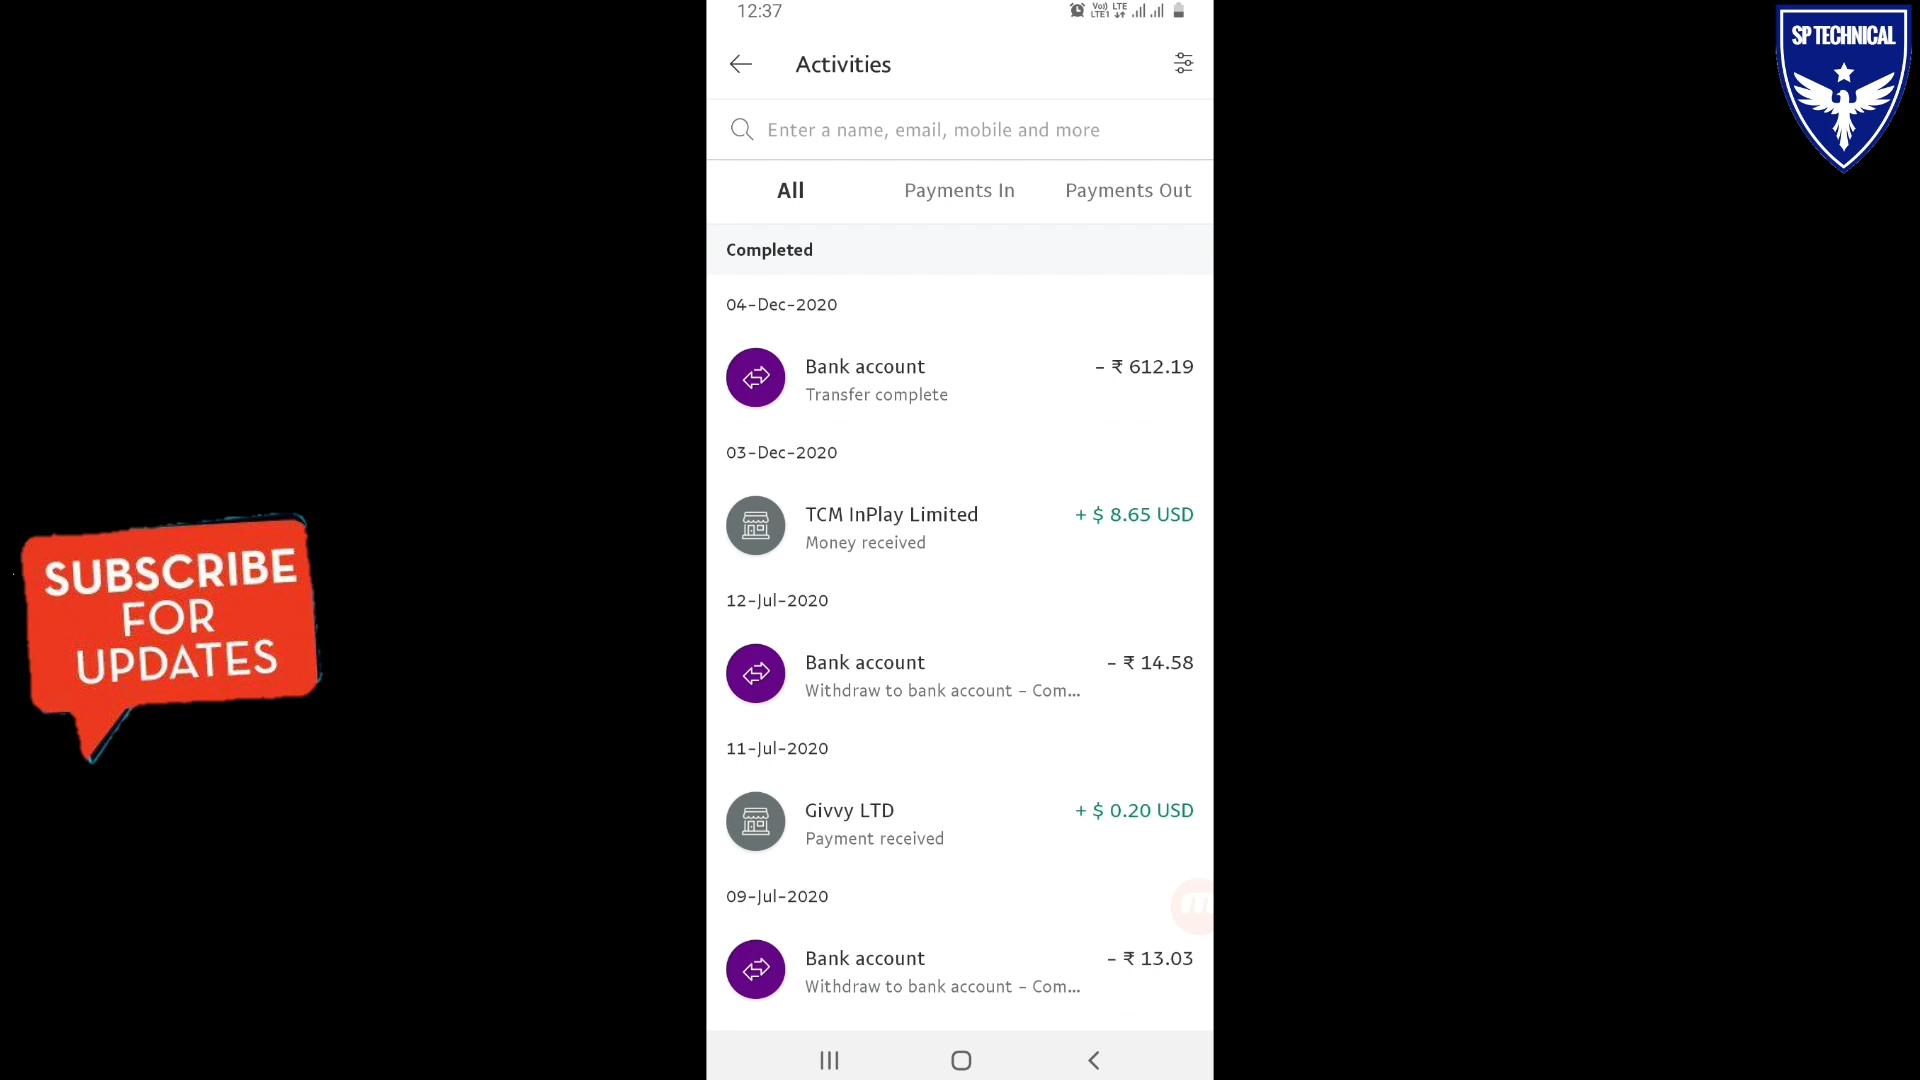 12:37
Vo) LTE
LTE1
Activities
SP TECHNICAL
Enter a name, email, mobile and more
All
Payments In
Payments Out
Completed
04-Dec-2020
Bank account
- ₹ 612.19
Transfer complete
03-Dec-2020
TCM InPlay Limited
+ $ 8.65 USD
Money received
12-Jul-2020
Bank account
- ₹ 14.58
Withdraw to bank account - Com...
11-Jul-2020
Givvy LTD
+ $ 0.20 USD
Payment received
09-Jul-2020
Bank account
- ₹ 13.03
Withdraw to bank account - Com...
SUBSCRIBE
FOR
UPDATES